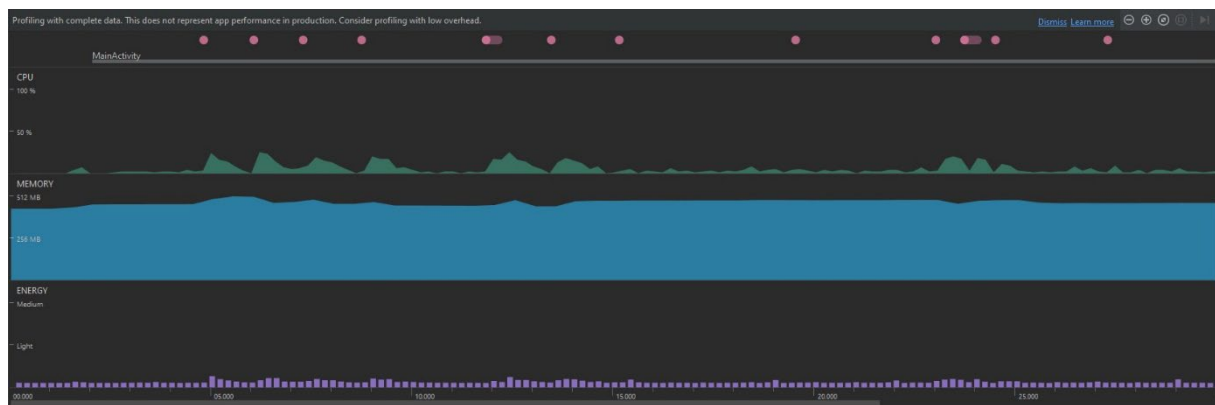 Profiling with complete data. This does not represent app performance in production. Consider profiling with low overhead. Dismiss Learn more
MainActivity
CPU
100 %
50 %
MEMORY
512 MB
256 MB
ENERGY
Medium
Light
00.000 05.000 10.000 15.000 20.000 25.000